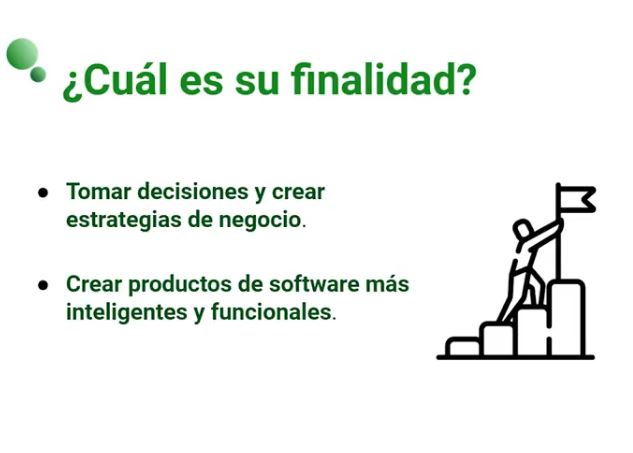 ¿Cuál es su finalidad?
● Tomar decisiones y crear
estrategias de negocio.
● Crear productos de software más
inteligentes y funcionales.